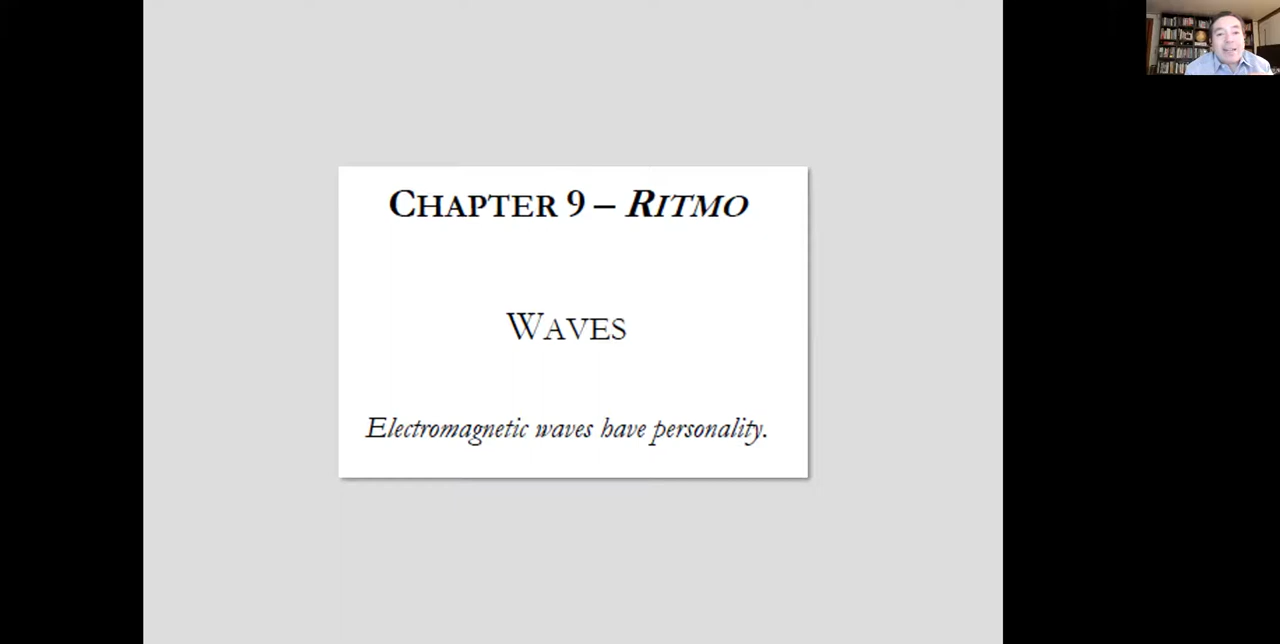 CHAPTER 9 – RITMO
WAVES
Electromagnetic waves have personality.